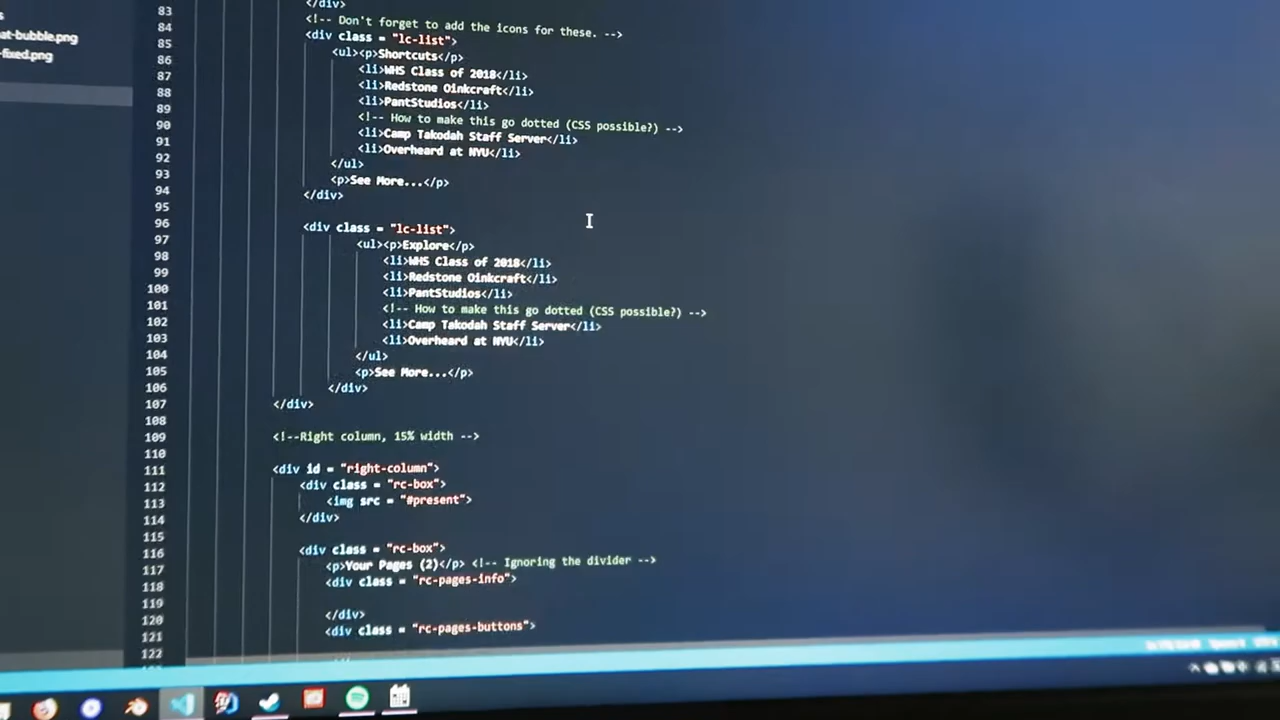 at-bubble.png
-fixed.png
</div>
83 <!-- Don't forget to add the icons for these. -->
84 <div class = "lc-list">
85 <ul><p>Shortcuts</p>
86 <li>WHS Class of 2018</li>
87 <li>Redstone Oinkcraft</li>
88 <li>PantStudios</li>
89 <!-- How to make this go dotted (CSS possible?) -->
90 <li>Camp Takodah Staff Server</li>
91 <li>Overheard at NYU</li>
92 </ul>
93 <p>See More...</p>
94 </div>
95
96 <div class = "lc-list">
97 <ul><p>Explore</p>
98 <li>WHS Class of 2018</li>
99 <li>Redstone Oinkcraft</li>
100 <li>PantStudios</li>
101 <!-- How to make this go dotted (CSS possible?) -->
102 <li>Camp Takodah Staff Server</li>
103 <li>Overheard at NYU</li>
104 </ul>
105 <p>See More...</p>
106 </div>
107 </div>
108
109 <!--Right column, 15% width -->
110
111 <div id = "right-column">
112 <div class = "rc-box">
113 <img src = "#present">
114 </div>
115
116 <div class = "rc-box">
117 <p>Your Pages (2)</p> <!-- Ignoring the divider -->
118 <div class = "rc-pages-info">
119
120 </div>
121 <div class = "rc-pages-buttons">
122